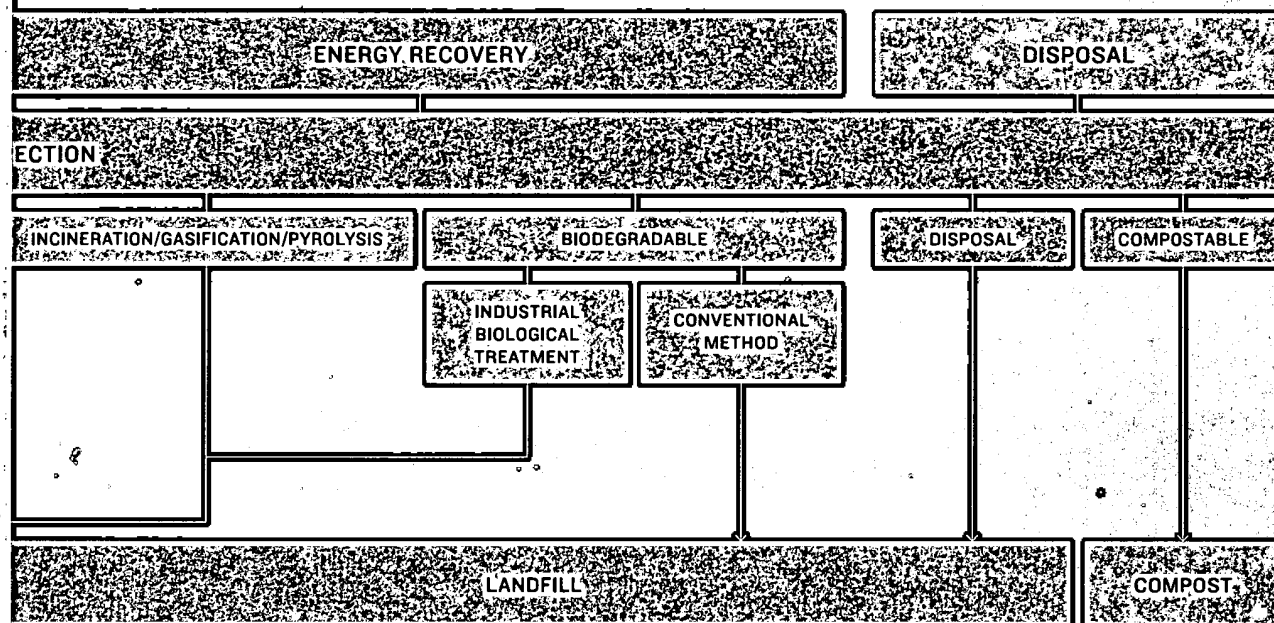 ENERGY RECOVERY
DISPOSAL
ECTION
INCINERATION/GASIFICATION/PYROLYSIS
BIODEGRADABLE
DISPOSAL
COMPOSTABLE
INDUSTRIAL
BIOLOGICAL
TREATMENT
CONVENTIONAL
METHOD
LANDFILL
COMPOST